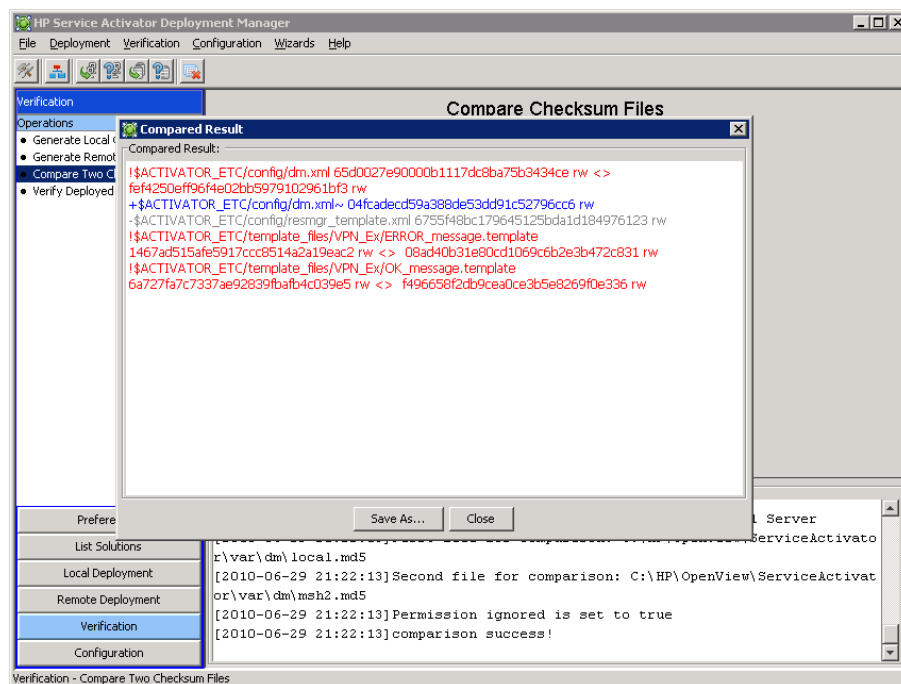 HP Service Activator Deployment Manager
File Deployment Verification Configuration Wizards Help
Verification
Operations
Generate Local
Generate Remot
Compare Two C
Verify Deployed
Compare Checksum Files
Compared Result
Compared Result:
!$ACTIVATOR_ETC/config/dm.xml 65d0027e90000b1117dc8ba75b3434ce rw <>
fef4250eff96f4e02bb5979102961bf3 rw
+$ACTIVATOR_ETC/config/dm.xml~ 04fcadecd59a388de53dd91c52796cc6 rw
-$ACTIVATOR_ETC/config/resmgr_template.xml 6755f48bc179645125bda1d184976123 rw
!$ACTIVATOR_ETC/template_files/VPN_Ex/ERROR_message.template
1467ad515afe5917ccc8514a2a19eac2 rw <> 08ad40b31e80cd1069c6b2e3b472c831 rw
!$ACTIVATOR_ETC/template_files/VPN_Ex/OK_message.template
6a727fa7c7337ae92839fbafb4c039e5 rw <> f496658f2db9cea0ce3b5e8269f0e336 rw
Save As... Close
Prefere
List Solutions
Local Deployment
Remote Deployment
Verification
Configuration
l Server
ServiceActivato
r\var\dm\local.md5
[2010-06-29 21:22:13]Second file for comparison: C:\HP\OpenView\ServiceActivat
or\var\dm\msh2.md5
[2010-06-29 21:22:13]Permission ignored is set to true
[2010-06-29 21:22:13]comparison success!
Verification - Compare Two Checksum Files